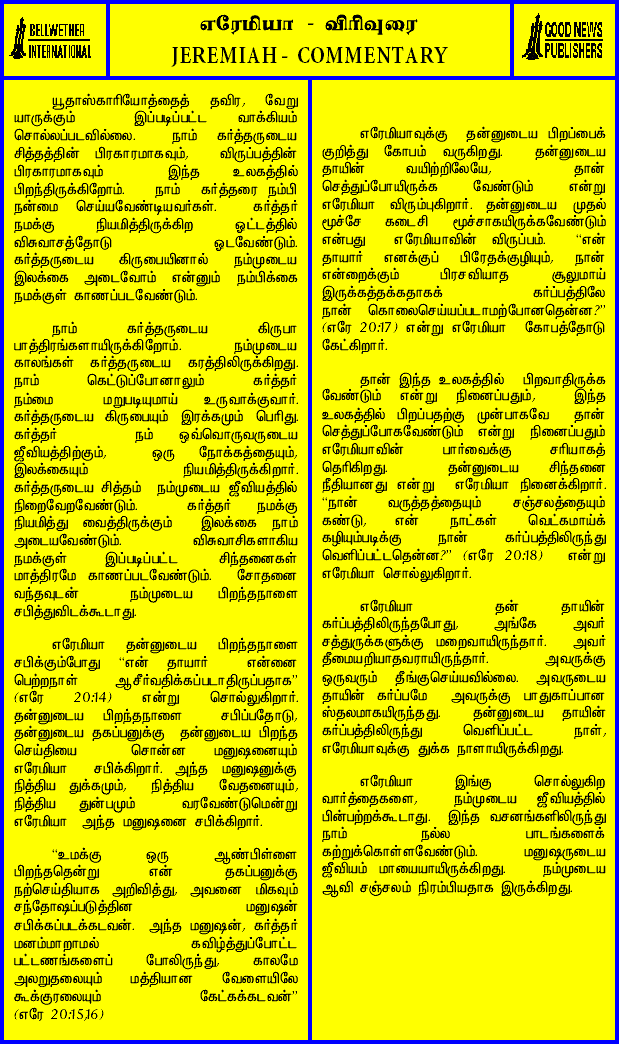 BELLWETHER
INTERNATIONAL
எரேமியா - விரிவுரை
JEREMIAH - COMMENTARY
GOOD NEWS
PUBLISHERS
யூதாஸ்காரியோத்தைத் தவிர, வேறு
யாருக்கும் இப்படிப்பட்ட வாக்கியம்
சொல்லப்படவில்லை. நாம் கர்த்தருடைய
சித்தத்தின் பிரகாரமாகவும், விருப்பத்தின்
பிரகாரமாகவும் இந்த உலகத்தில்
பிறந்திருக்கிறோம். நாம் கர்த்தரை நம்பி
நன்மை செய்யவேண்டியவர்கள். கர்த்தர்
நமக்கு நியமித்திருக்கிற ஓட்டத்தில்
விசுவாசத்தோடு ஓடவேண்டும்.
கர்த்தருடைய கிருபையினால் நம்முடைய
இலக்கை அடைவோம் என்னும் நம்பிக்கை
நமக்குள் காணப்படவேண்டும்.
நாம் கர்த்தருடைய கிருபா
பாத்திரங்களாயிருக்கிறோம். நம்முடைய
காலங்கள் கர்த்தருடைய கரத்திலிருக்கிறது.
நாம் கெட்டுப்போனாலும் கர்த்தர்
நம்மை மறுபடியுமாய் உருவாக்குவார்.
கர்த்தருடைய கிருபையும் இரக்கமும் பெரிது.
கர்த்தர் நம் ஒவ்வொருவருடைய
ஜீவியத்திற்கும், ஒரு நோக்கத்தையும்,
இலக்கையும் நியமித்திருக்கிறார்.
கர்த்தருடைய சித்தம் நம்முடைய ஜீவியத்தில்
நிறைவேறவேண்டும். கர்த்தர் நமக்கு
நியமித்து வைத்திருக்கும் இலக்கை நாம்
அடையவேண்டும். விசுவாசிகளாகிய
நமக்குள் இப்படிப்பட்ட சிந்தனைகள்
மாத்திரமே காணப்படவேண்டும். சோதனை
வந்தவுடன் நம்முடைய பிறந்தநாளை
சபித்துவிடக்கூடாது.
எரேமியா தன்னுடைய பிறந்தநாளை
சபிக்கும்போது “என் தாயார் என்னை
பெற்றநாள் ஆசீர்வதிக்கப்படாதிருப்பதாக”
(எரே 20:14) என்று சொல்லுகிறார்.
தன்னுடைய பிறந்தநாளை சபிப்பதோடு,
தன்னுடைய தகப்பனுக்கு தன்னுடைய பிறந்த
செய்தியை சொன்ன மனுஷனையும்
எரேமியா சபிக்கிறார். அந்த மனுஷனுக்கு
நித்திய துக்கமும், நித்திய வேதனையும்,
நித்திய துன்பமும் வரவேண்டுமென்று
எரேமியா அந்த மனுஷனை சபிக்கிறார்.
“உமக்கு ஒரு ஆண்பிள்ளை
பிறந்ததென்று என் தகப்பனுக்கு
நற்செய்தியாக அறிவித்து, அவனை மிகவும்
சந்தோஷப்படுத்தின மனுஷன்
சபிக்கப்படக்கடவன். அந்த மனுஷன், கர்த்தர்
மனம்மாறாமல் கவிழ்த்துப்போட்ட
பட்டணங்களைப் போலிருந்து, காலமே
அலறுதலையும் மத்தியான வேளையிலே
கூக்குரலையும் கேட்கக்கடவன்”
(எரே 20:15,16)
எரேமியாவுக்கு தன்னுடைய பிறப்பைக்
குறித்து கோபம் வருகிறது. தன்னுடைய
தாயின் வயிற்றிலேயே, தான்
செத்துப்போயிருக்க வேண்டும் என்று
எரேமியா விரும்புகிறார். தன்னுடைய முதல்
மூச்சே கடைசி மூச்சாகயிருக்கவேண்டும்
என்பது எரேமியாவின் விருப்பம். “என்
தாயார் எனக்குப் பிரேதக்குழியும், நான்
என்றைக்கும் பிரசவியாத சூலுமாய்
இருக்கத்தக்கதாகக் கர்ப்பத்திலே
நான் கொலைசெய்யப்படாமற்போனதென்ன?”
(எரே 20:17) என்று எரேமியா கோபத்தோடு
கேட்கிறார்.
தான் இந்த உலகத்தில் பிறவாதிருக்க
வேண்டும் என்று நினைப்பதும், இந்த
உலகத்தில் பிறப்பதற்கு முன்பாகவே தான்
செத்துப்போகவேண்டும் என்று நினைப்பதும்
எரேமியாவின் பார்வைக்கு சரியாகத்
தெரிகிறது. தன்னுடைய சிந்தனை
நீதியானது என்று எரேமியா நினைக்கிறார்.
“நான் வருத்தத்தையும் சஞ்சலத்தையும்
கண்டு, என் நாட்கள் வெட்கமாய்க்
கழியும்படிக்கு நான் கர்ப்பத்திலிருந்து
வெளிப்பட்டதென்ன?” (எரே 20:18) என்று
எரேமியா சொல்லுகிறார்.
எரேமியா தன் தாயின்
கர்ப்பத்திலிருந்தபோது, அங்கே அவர்
சத்துருக்களுக்கு மறைவாயிருந்தார். அவர்
தீமையறியாதவராயிருந்தார். அவருக்கு
ஒருவரும் தீங்குசெய்யவில்லை. அவருடைய
தாயின் கர்ப்பமே அவருக்கு பாதுகாப்பான
ஸ்தலமாகயிருந்தது. தன்னுடைய தாயின்
கர்ப்பத்திலிருந்து வெளிப்பட்ட நாள்,
எரேமியாவுக்கு துக்க நாளாயிருக்கிறது.
எரேமியா இங்கு சொல்லுகிற
வார்த்தைகளை, நம்முடைய ஜீவியத்தில்
பின்பற்றக்கூடாது. இந்த வசனங்களிலிருந்து
நாம் நல்ல பாடங்களைக்
கற்றுக்கொள்ளவேண்டும். மனுஷருடைய
ஜீவியம் மாயையாயிருக்கிறது. நம்முடைய
ஆவி சஞ்சலம் நிரம்பியதாக இருக்கிறது.